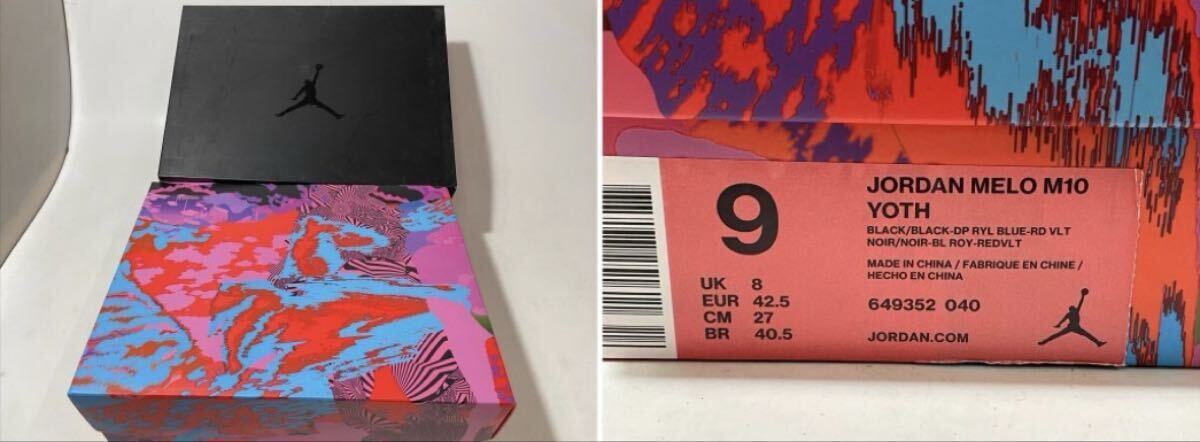 9
UK 8
EUR 42.5
CM 27
BR 40.5
JORDAN MELO M10
YOTH
BLACK/BLACK-DP RYL BLUE-RD VLT
NOIR/NOIR-BL ROY-REDVLT
MADE IN CHINA / FABRIQUE EN CHINE /
HECHO EN CHINA
649352 040
JORDAN.COM